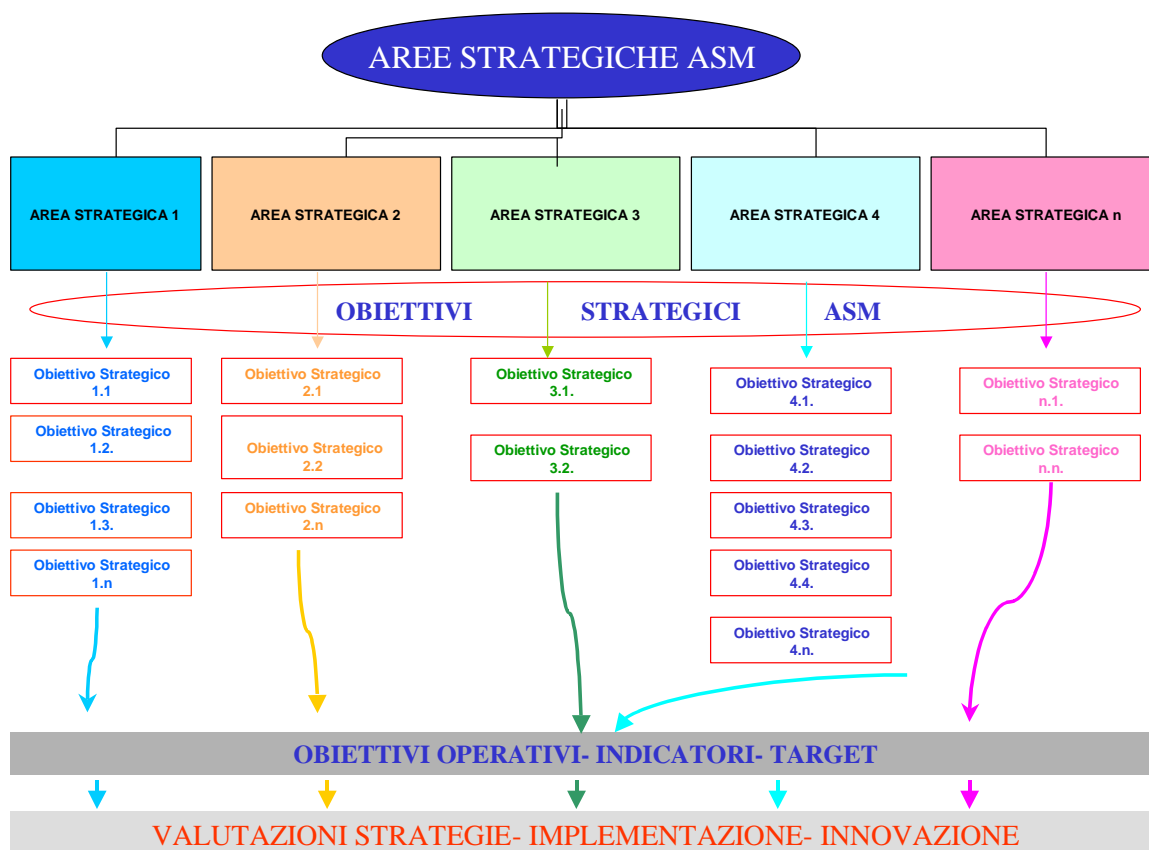 AREE STRATEGICHE ASM
AREA STRATEGICA 1
AREA STRATEGICA 2
AREA STRATEGICA 3
AREA STRATEGICA 4
AREA STRATEGICA n
OBIETTIVI STRATEGICI ASM
Obiettivo Strategico
1.1
Obiettivo Strategico
1.2.
Obiettivo Strategico
1.3.
Obiettivo Strategico
1.n
Obiettivo Strategico
2.1
Obiettivo Strategico
2.2
Obiettivo Strategico
2.n
Obiettivo Strategico
3.1.
Obiettivo Strategico
3.2.
Obiettivo Strategico
4.1.
Obiettivo Strategico
4.2.
Obiettivo Strategico
4.3.
Obiettivo Strategico
4.4.
Obiettivo Strategico
4.n.
Obiettivo Strategico
n.1.
Obiettivo Strategico
n.n.
OBIETTIVI OPERATIVI- INDICATORI- TARGET
VALUTAZIONI STRATEGIE- IMPLEMENTAZIONE- INNOVAZIONE